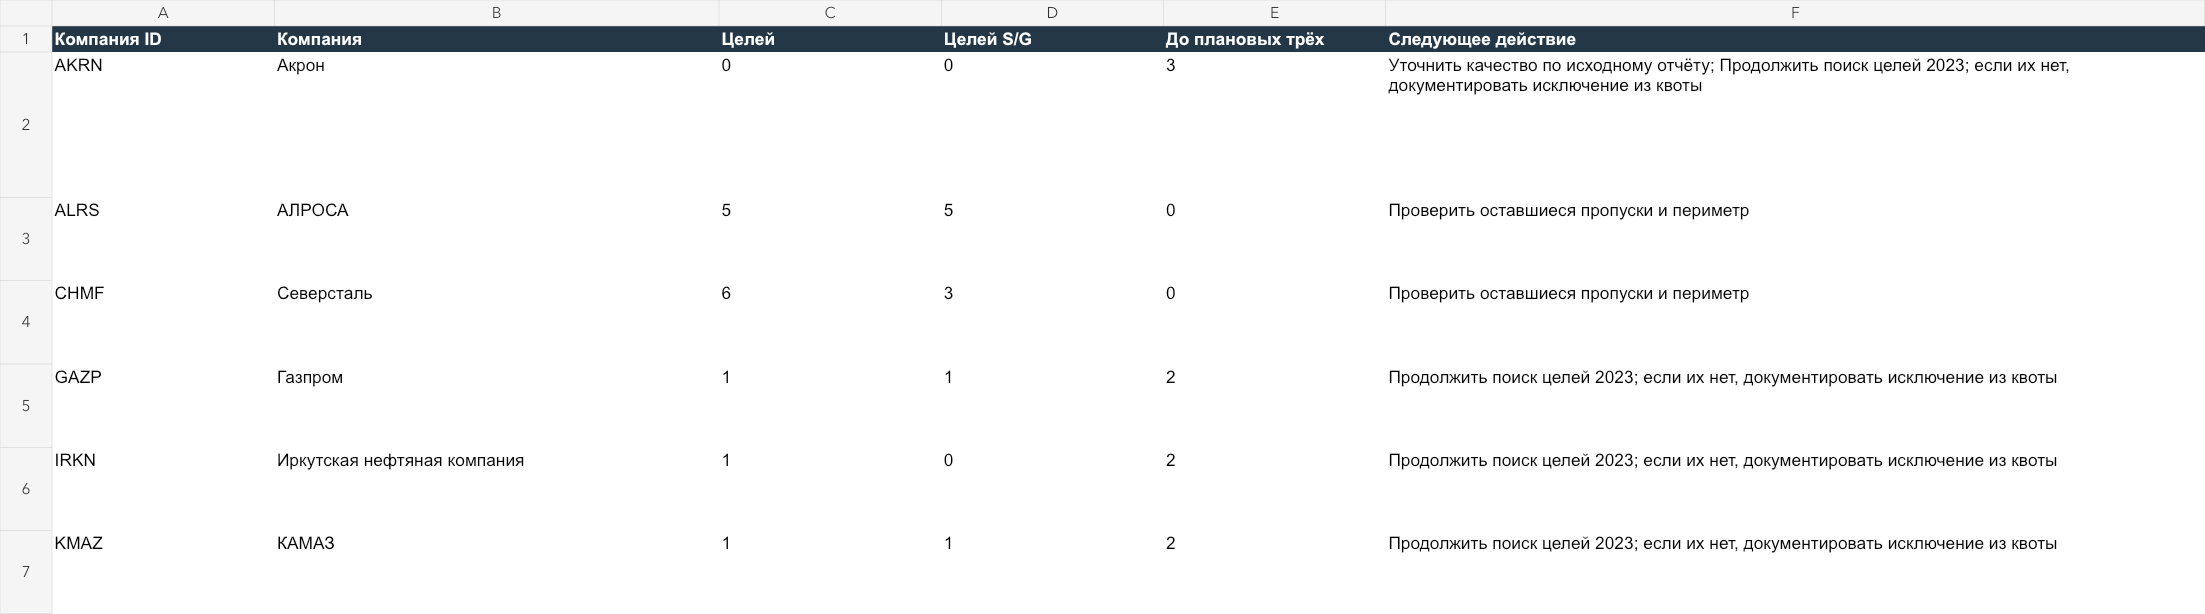 A B C D E F
1 Компания ID Компания Целей Целей S/G До плановых трёх Следующее действие
2 AKRN Акрон 0 0 3 Уточнить качество по исходному отчёту; Продолжить поиск целей 2023; если их нет,
документировать исключение из квоты
3 ALRS АЛРОСА 5 5 0 Проверить оставшиеся пропуски и периметр
4 CHMF Северсталь 6 3 0 Проверить оставшиеся пропуски и периметр
5 GAZP Газпром 1 1 2 Продолжить поиск целей 2023; если их нет, документировать исключение из квоты
6 IRKN Иркутская нефтяная компания 1 0 2 Продолжить поиск целей 2023; если их нет, документировать исключение из квоты
7 KMAZ КАМАЗ 1 1 2 Продолжить поиск целей 2023; если их нет, документировать исключение из квоты